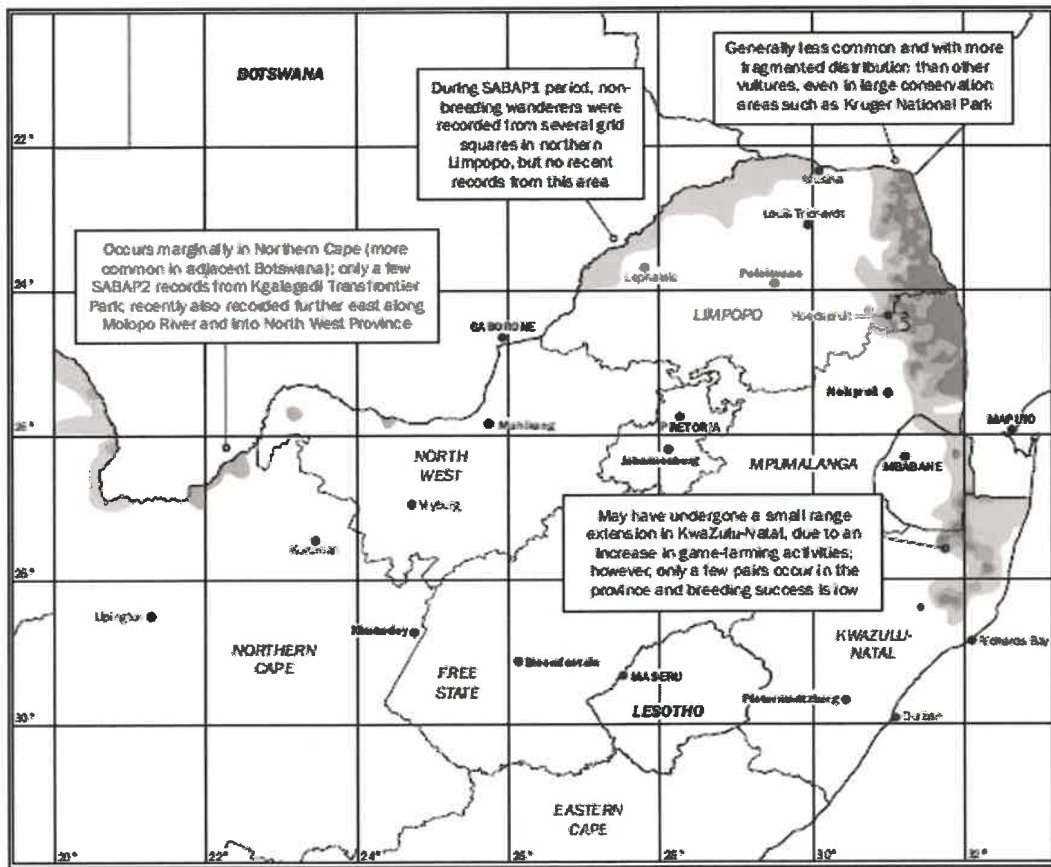 BOTSWANA
During SABAP1 period, non-
breeding wanderers were
recorded from several grid
squares in northern
Limpopo, but no recent
records from this area
Generally less common and with more
fragmented distribution than other
vultures, even in large conservation
areas such as Kruger National Park
22°
Louis Trichardt
Occurs marginally in Northern Cape (more
common in adjacent Botswana); only a few
SABAP2 records from Kgalagadi Transfrontier
Park; recently also recorded further east along
Molopo River and into North West Province
Lephalale
Polokwane
24°
LIMPOPO
Hoedspruit
GABORONE
Nelspruit
MAPUTO
Mahikeng
PRETORIA
NORTH
WEST
Johannesburg
MPUMALANGA
MBABANE
Vryburg
May have undergone a small range
extension in KwaZulu-Natal, due to an
increase in game-farming activities;
however, only a few pairs occur in the
province and breeding success is low
Kuruman
Upington
Kimberley
NORTHERN
CAPE
FREE
STATE
Bloemfontein
MASERU
LESOTHO
KWAZULU-
NATAL
Richards Bay
Pietermaritzburg
Durban
30°
EASTERN
CAPE
20°
22°
24°
26°
28°
30°
32°